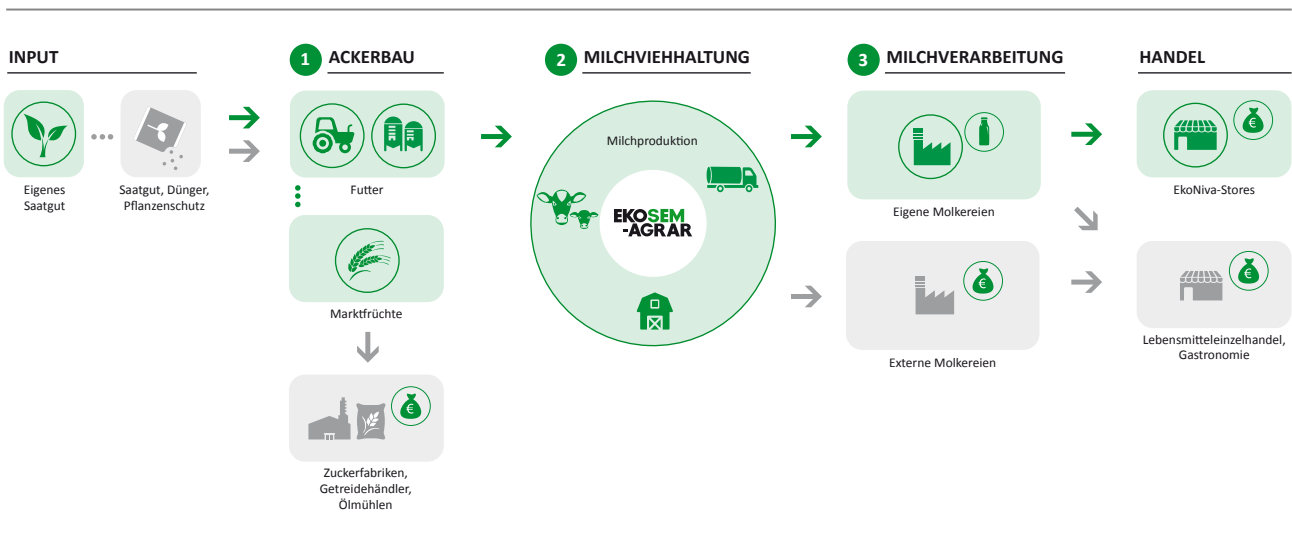 INPUT
1 ACKERBAU
2 MILCHVIEHHALTUNG
3 MILCHVERARBEITUNG
HANDEL
Eigenes
Saatgut
Saatgut, Dünger,
Pflanzenschutz
Futter
Marktfrüchte
€
Zuckerfabriken,
Getreidehändler,
Ölmühlen
Milchproduktion
EKOSEM
-AGRAR
Eigene Molkereien
€
Externe Molkereien
€
EkoNiva-Stores
€
Lebensmitteleinzelhandel,
Gastronomie